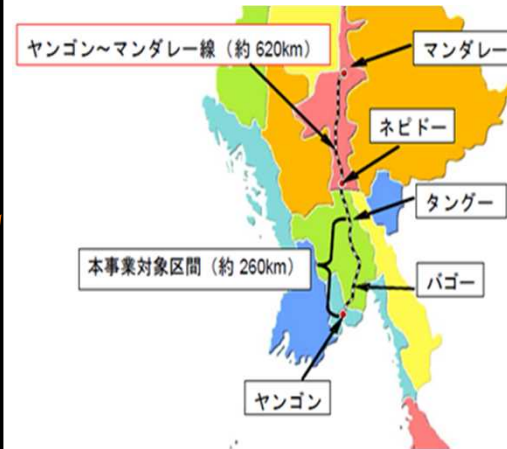 ヤンゴン～マンダレー線（約 620km）
マンダレー
ネピドー
タングー
本事業対象区間（約 260km）
バゴー
ヤンゴン